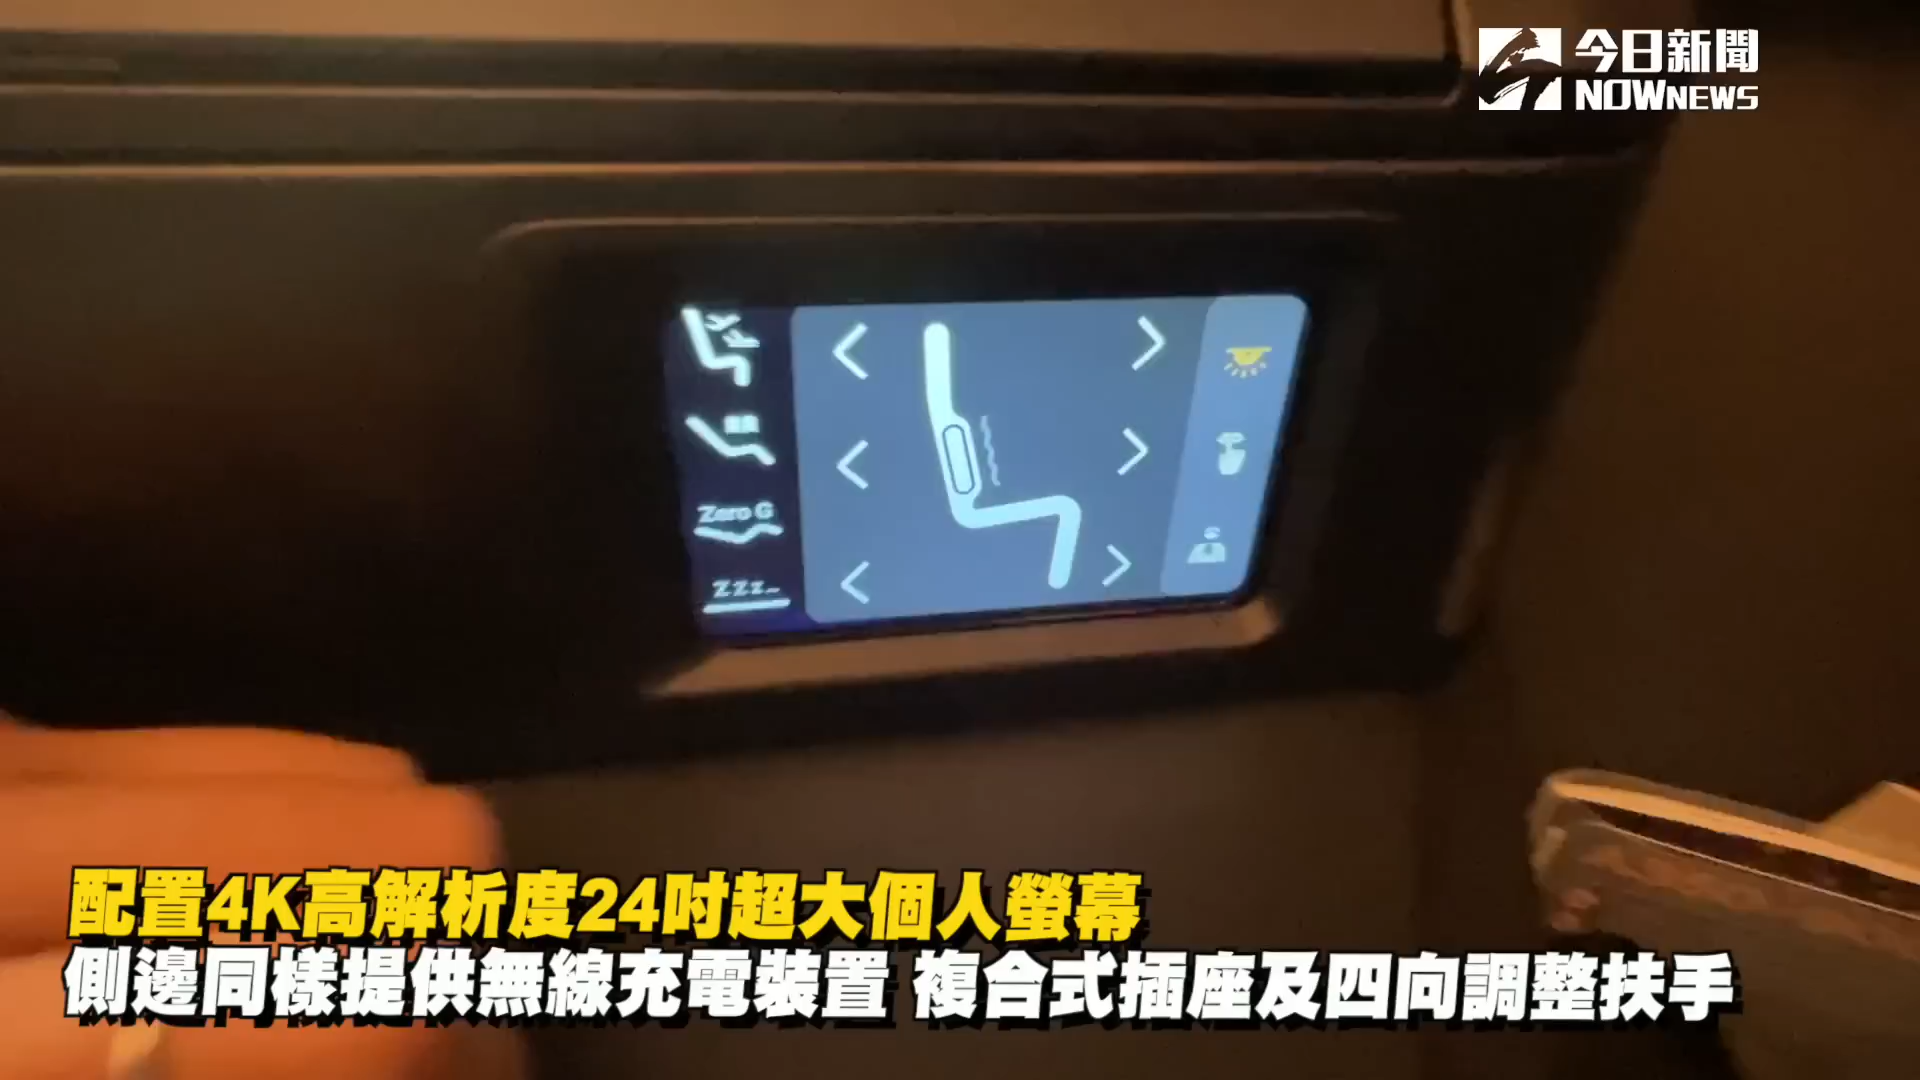 今日新聞
NOWNEWS
Zero G
ZZZ
配置4K高解析度24吋超大個人螢幕
側邊同樣提供無線充電裝置 複合式插座及四向調整扶手